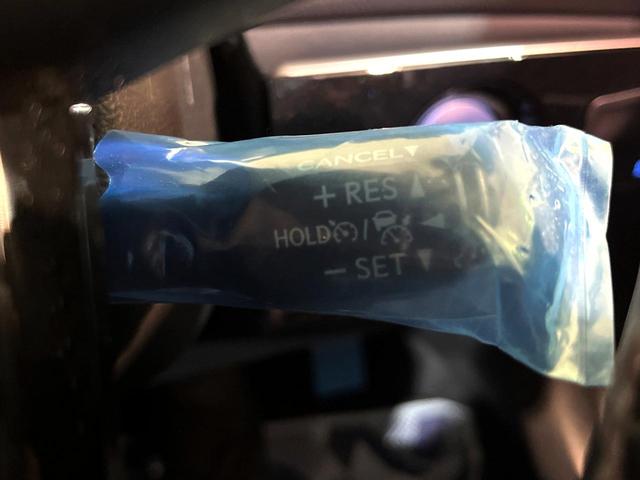 CANCEL
+ RES
HOLD /
− SET